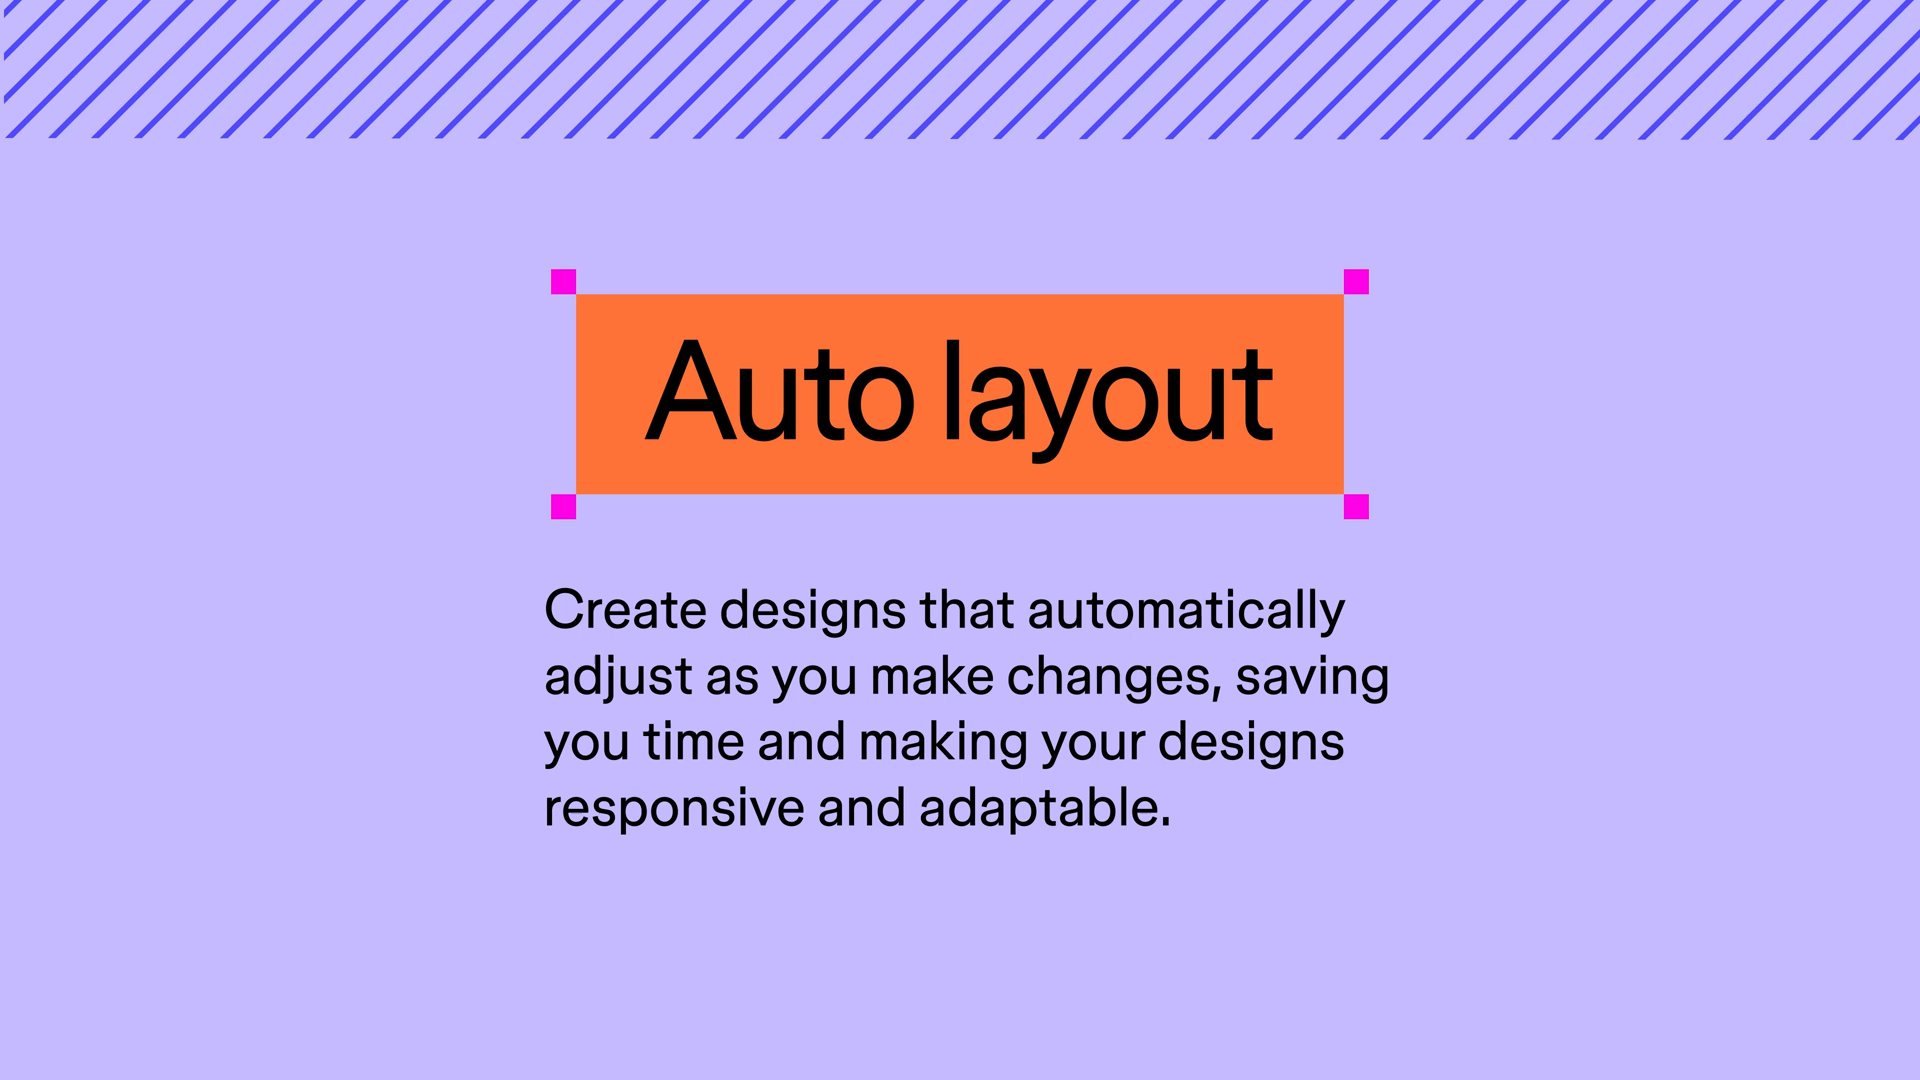 Auto layout
Create designs that automatically
adjust as you make changes, saving
you time and making your designs
responsive and adaptable.